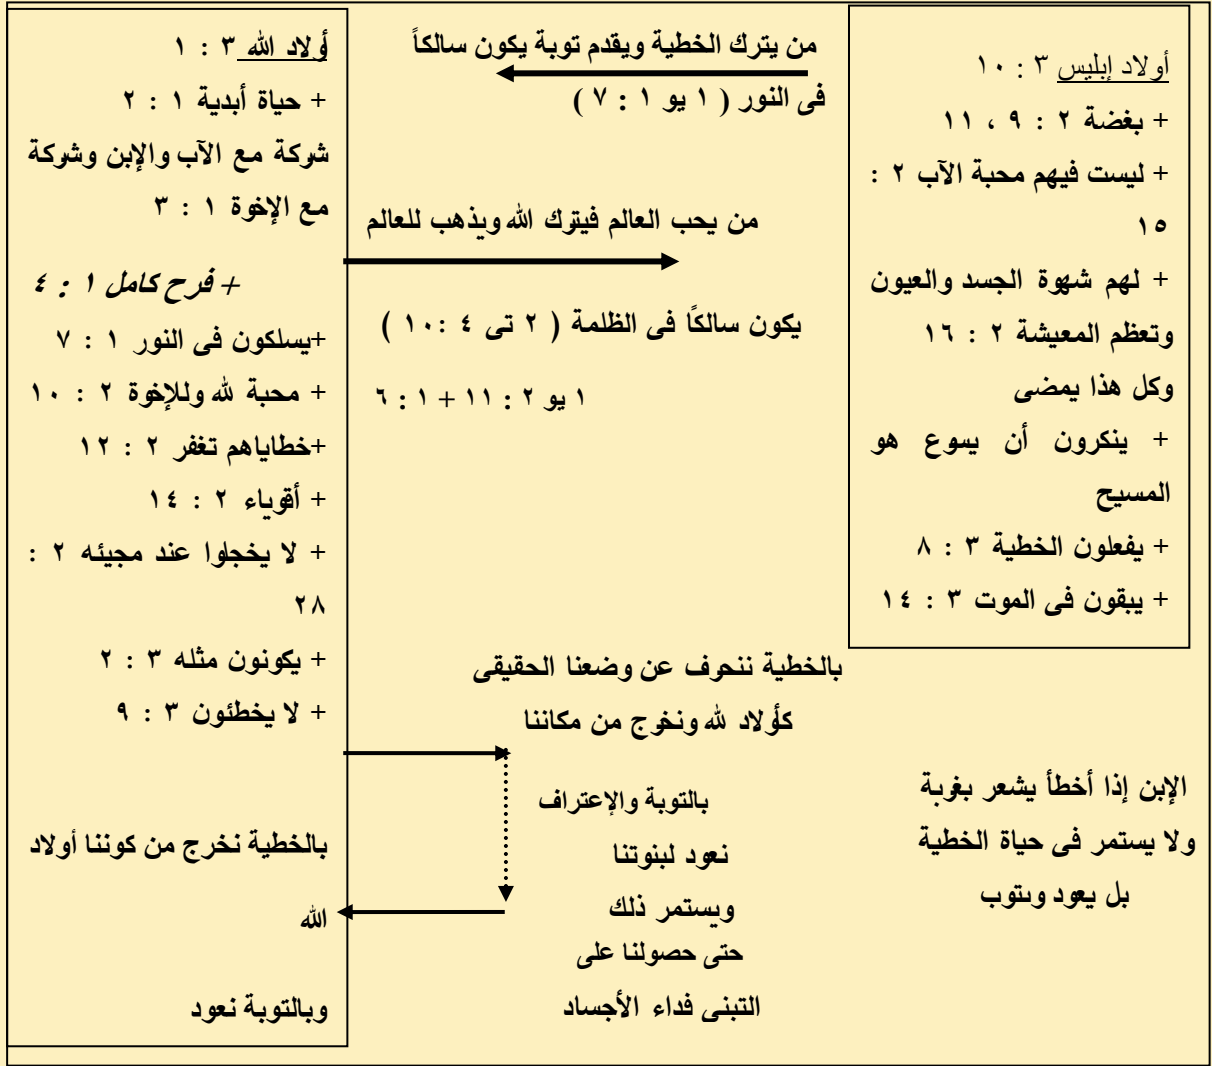 أولاد إبليس ٣ : ١٠
+ بغضة ٢ : ٩ ، ١١
+ ليست فيهم محبة الآب ٢ :
١٥
+ لهم شهوة الجسد والعيون
وتعظم المعيشة ٢ : ١٦
وكل هذا يمضى
+ ينكرون أن يسوع هو
المسيح
+ يفعلون الخطية ٣ : ٨
+ يبقون فى الموت ٣ : ١٤
الإبن إذا أخطأ يشعر بغربة
ولا يستمر فى حياة الخطية
بل يعود ويتوب
من يترك الخطية ويقدم توبة يكون سالكاً
فى النور ( ١ يو ١ : ٧ )
من يحب العالم فيترك الله ويذهب للعالم
يكون سالكًا فى الظلمة ( ٢ تى ٤ :١٠ )
١ يو ٢ : ١١ + ١ : ٦
بالخطية ننحرف عن وضعنا الحقيقى
كأولاد لله ونخرج من مكاننا
بالتوبة والإعتراف
نعود لبنوتنا
ويستمر ذلك
حتى حصولنا على
التبنى فداء الأجساد
أولاد الله ٣ : ١
+ حياة أبدية ١ : ٢
شركة مع الآب والإبن وشركة
مع الإخوة ١ : ٣
+ فرح كامل ١ : ٤
+يسلكون فى النور ١ : ٧
+ محبة لله وللإخوة ٢ : ١٠
+خطاياهم تغفر ٢ : ١٢
+ أقوياء ٢ : ١٤
+ لا يخجلوا عند مجيئه ٢ :
٢٨
+ يكونون مثله ٣ : ٢
+ لا يخطئون ٣ : ٩
بالخطية نخرج من كوننا أولاد
الله
وبالتوبة نعود